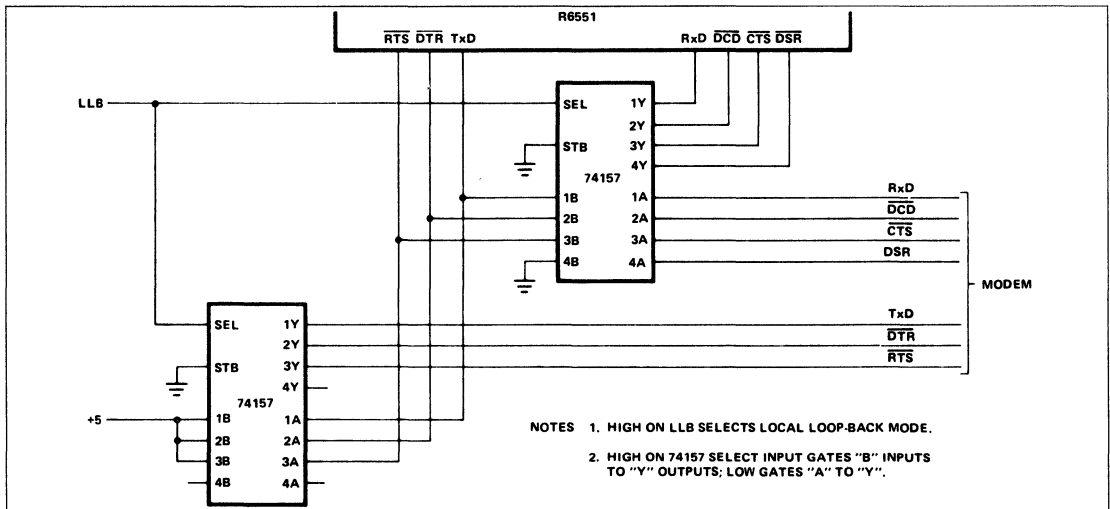 R6551
RTS DTR TxD RxD DCD CTS DSR
LLB
SEL 1Y
2Y
STB 3Y
4Y
74157
1B 1A RxD
2B 2A DCD
3B 3A CTS
4B 4A DSR
MODEM
SEL 1Y TxD
2Y DTR
STB 3Y RTS
4Y
74157
+5 1B 1A
2B 2A
3B 3A
4B 4A
NOTES 1. HIGH ON LLB SELECTS LOCAL LOOP-BACK MODE.
2. HIGH ON 74157 SELECT INPUT GATES "B" INPUTS
TO "Y" OUTPUTS; LOW GATES "A" TO "Y".